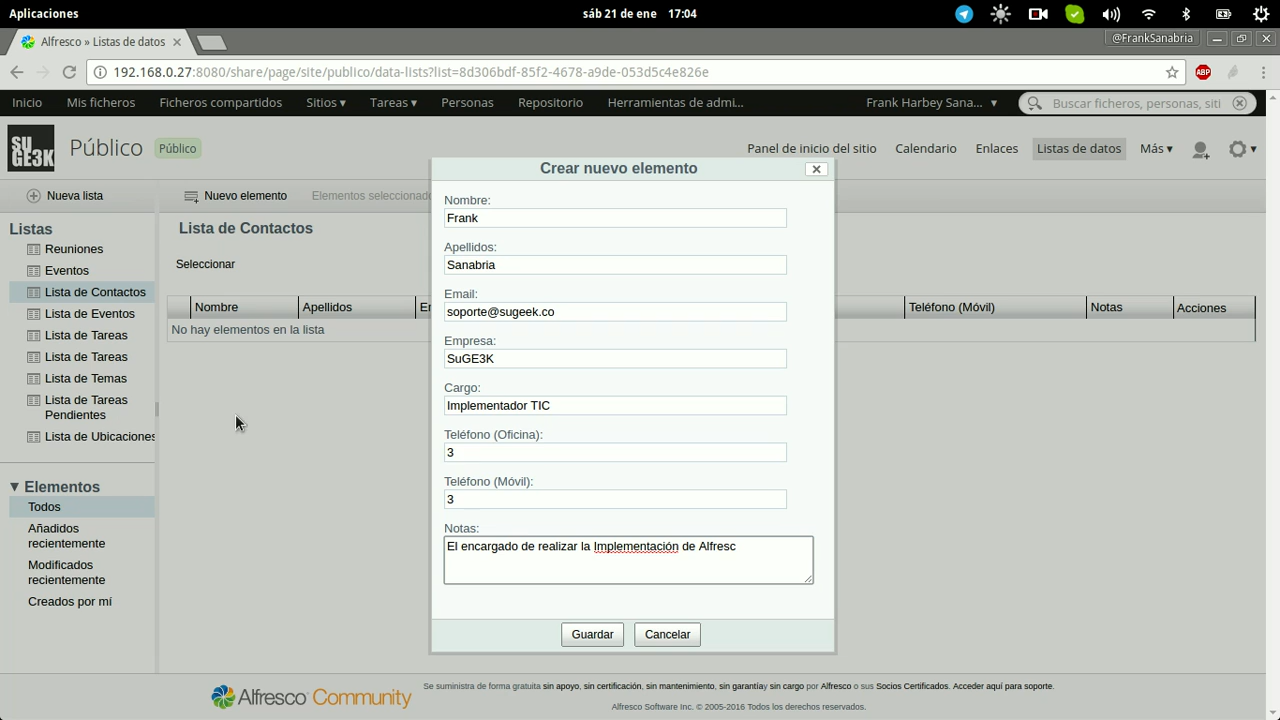 Aplicaciones
sáb 21 de ene 17:04
Alfresco » Listas de datos
@FrankSanabria
192.168.0.27:8080/share/page/site/publico/data-lists?list=8d306bdf-85f2-4678-a9de-053d5c4e826e
ABP
Inicio Mis ficheros Ficheros compartidos Sitios ▾ Tareas ▾ Personas Repositorio Herramientas de admi... Frank Harbey Sana... ▾ Buscar ficheros, personas, siti
SU GE3K
Público Público
Panel de inicio del sitio Calendario Enlaces Listas de datos Más ▾
Nueva lista
Nuevo elemento
Elementos seleccionado
Listas
Reuniones
Eventos
Lista de Contactos
Lista de Eventos
Lista de Tareas
Lista de Tareas
Lista de Temas
Lista de Tareas
Pendientes
Lista de Ubicaciones
Elementos
Todos
Añadidos
recientemente
Modificados
recientemente
Creados por mí
Lista de Contactos
Seleccionar
Nombre Apellidos Teléfono (Móvil) Notas Acciones
No hay elementos en la lista
Crear nuevo elemento
Nombre:
Frank
Apellidos:
Sanabria
Email:
soporte@sugeek.co
Empresa:
SuGE3K
Cargo:
Implementador TIC
Teléfono (Oficina):
3
Teléfono (Móvil):
3
Notas:
El encargado de realizar la Implementación de Alfresc
Guardar Cancelar
Alfresco Community
Se suministra de forma gratuita sin apoyo, sin certificación, sin mantenimiento, sin garantíay sin cargo por Alfresco o sus Socios Certificados. Acceder aquí para soporte.
Alfresco Software Inc. © 2005-2016 Todos los derechos reservados.